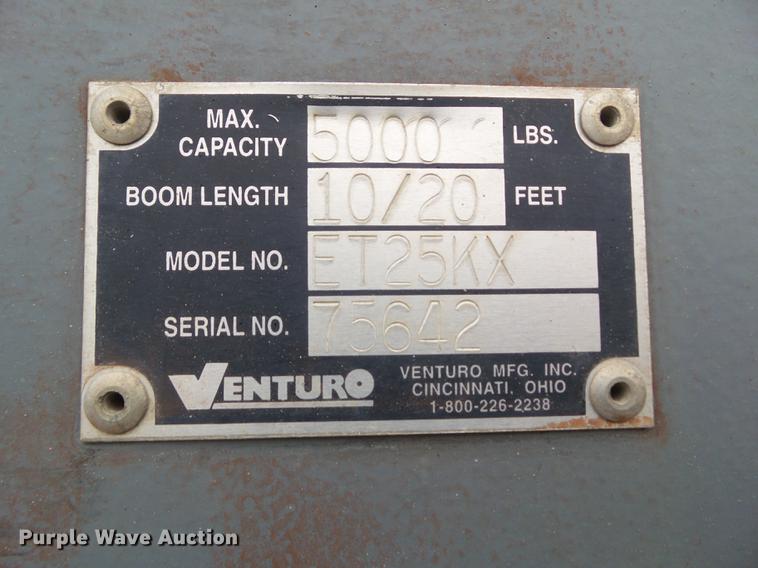 MAX. CAPACITY 5000 LBS.
BOOM LENGTH 10/20 FEET
MODEL NO. ET25KX
SERIAL NO. 75642
VENTURO
VENTURO MFG. INC.
CINCINNATI, OHIO
1-800-226-2238
Purple Wave Auction